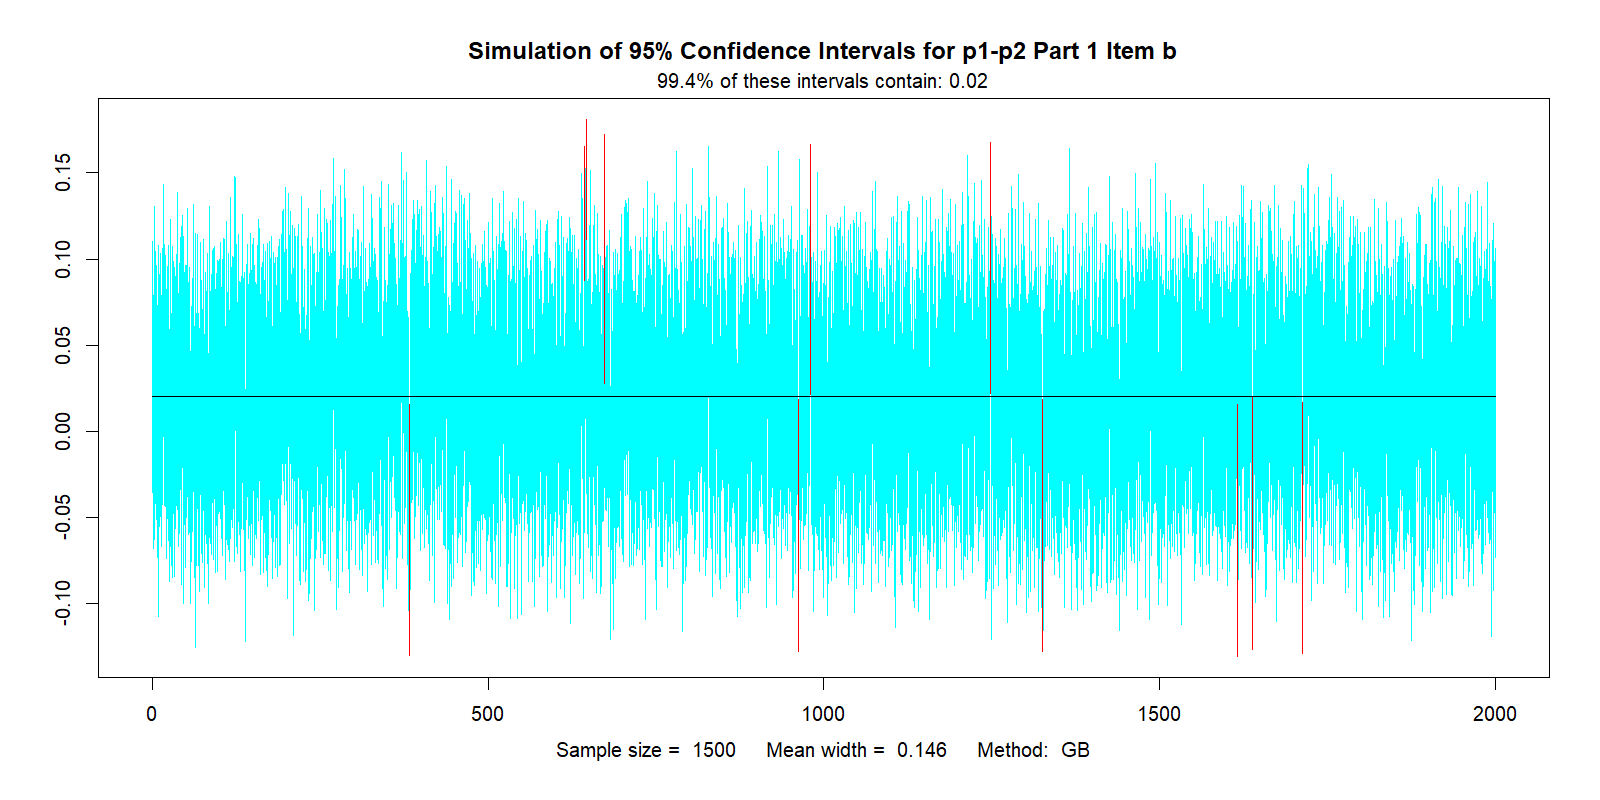 Simulation of 95% Confidence Intervals for p1-p2 Part 1 Item b
99.4% of these intervals contain: 0.02
0.15
0.10
0.05
0.00
-0.05
-0.10
0 500 1000 1500 2000
Sample size = 1500 Mean width = 0.146 Method: GB